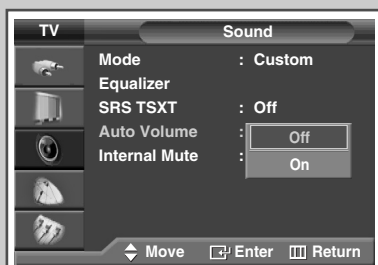 TV Sound
Mode : Custom
Equalizer
SRS TSXT : Off
Auto Volume : Off
Internal Mute : On
Move Enter Return